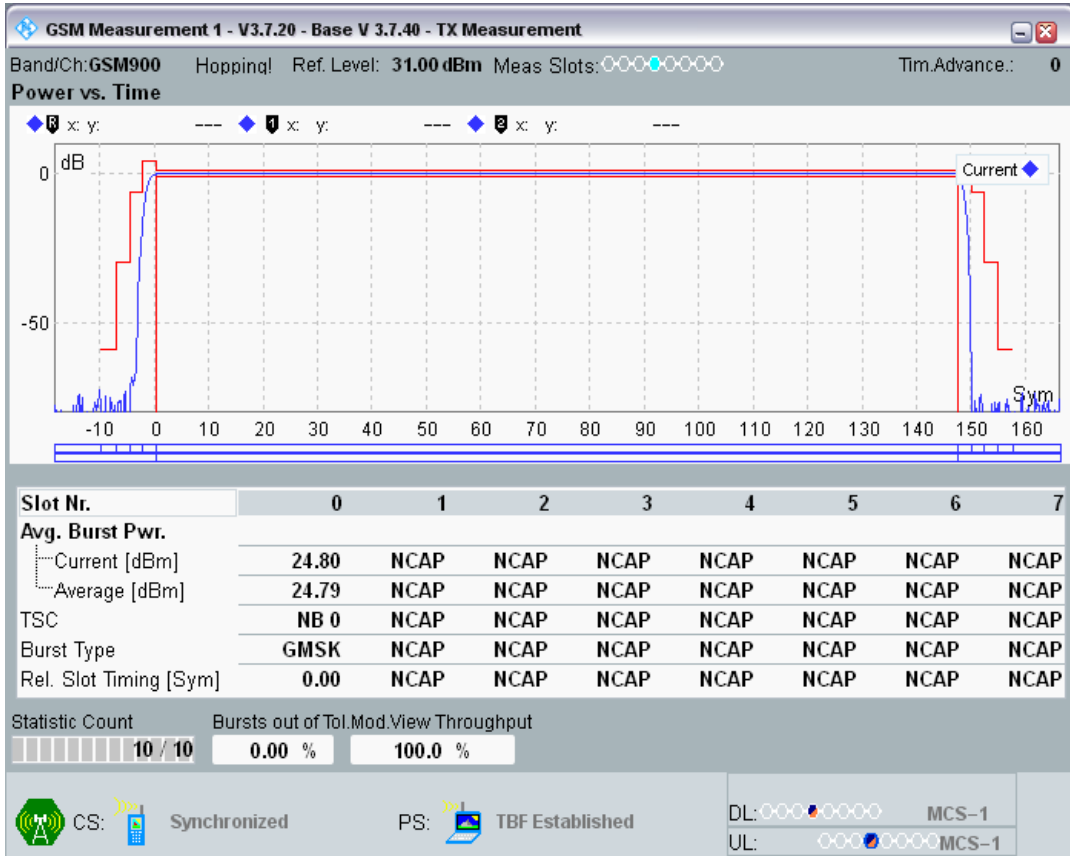 GSM Measurement 1 - V3.7.20 - Base V 3.7.40 - TX Measurement
Band/Ch:GSM900 Hopping! Ref. Level: 31.00 dBm Meas Slots: Tim.Advance.: 0
Power vs. Time
R x: y: --- 1 x: y: --- 2 x: y: ---
dB
Current
0
-50
Sym
-10 0 10 20 30 40 50 60 70 80 90 100 110 120 130 140 150 160
Slot Nr. 0 1 2 3 4 5 6 7
Avg. Burst Pwr.
Current [dBm] 24.80 NCAP NCAP NCAP NCAP NCAP NCAP NCAP
Average [dBm] 24.79 NCAP NCAP NCAP NCAP NCAP NCAP NCAP
TSC NB 0 NCAP NCAP NCAP NCAP NCAP NCAP NCAP
Burst Type GMSK NCAP NCAP NCAP NCAP NCAP NCAP NCAP
Rel. Slot Timing [Sym] 0.00 NCAP NCAP NCAP NCAP NCAP NCAP NCAP
Statistic Count Bursts out of Tol.Mod.View Throughput
10 / 10 0.00 % 100.0 %
CS: Synchronized PS: TBF Established
DL: MCS-1
UL: MCS-1